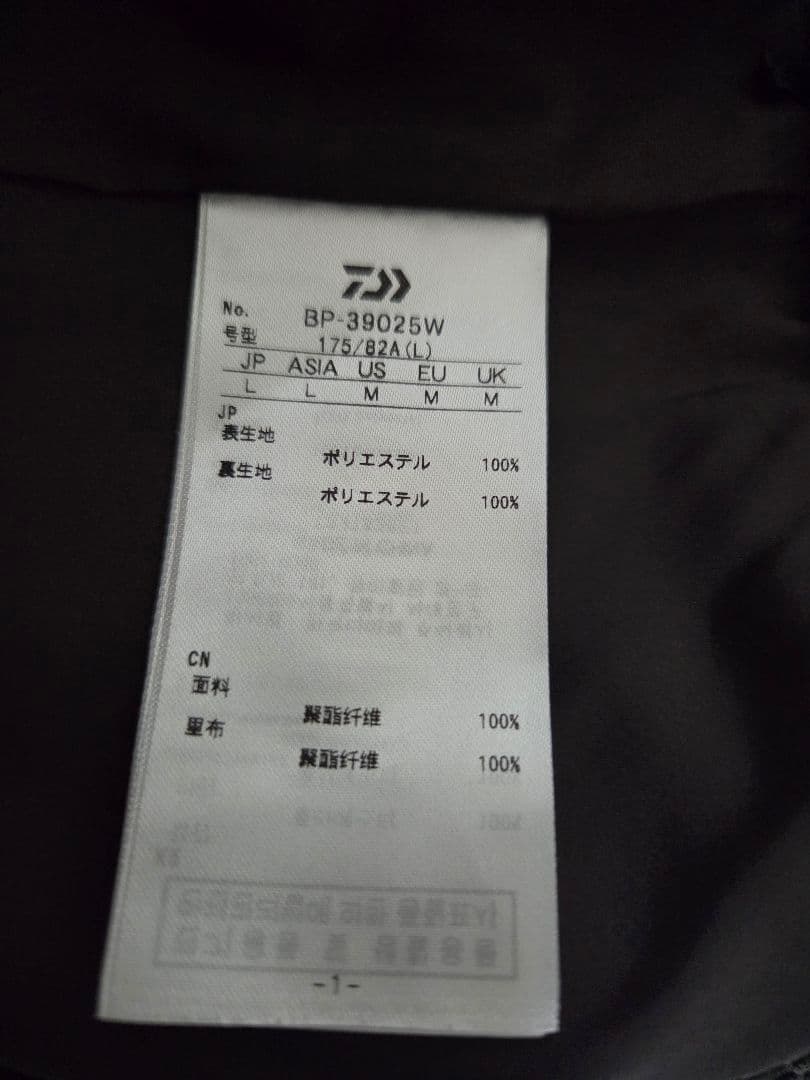 No. BP-39025W
号型 175/82A(L)
JP ASIA US EU UK
L L M M M
JP
表生地
ポリエステル 100%
裏生地
ポリエステル 100%
CN
面料
聚酯纤维 100%
里布
聚酯纤维 100%
-1-